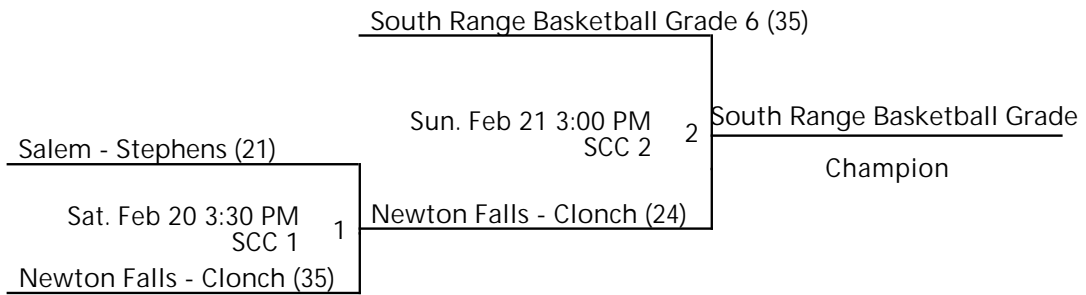 South Range Basketball Grade 6 (35)
Sun. Feb 21 3:00 PM
SCC 2
2
South Range Basketball Grade
Champion
Salem - Stephens (21)
Sat. Feb 20 3:30 PM
SCC 1
1
Newton Falls - Clonch (24)
Newton Falls - Clonch (35)